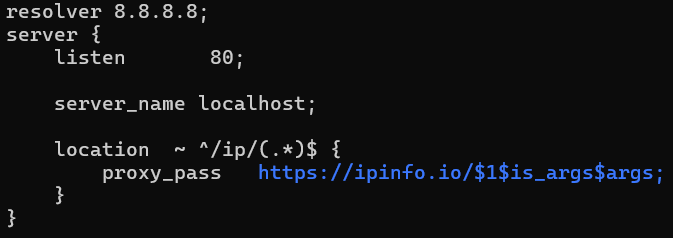 resolver 8.8.8.8;
server {
    listen       80;
    server_name localhost;
    location  ~ ^/ip/(.*)$ {
        proxy_pass   https://ipinfo.io/$1$is_args$args;
    }
}